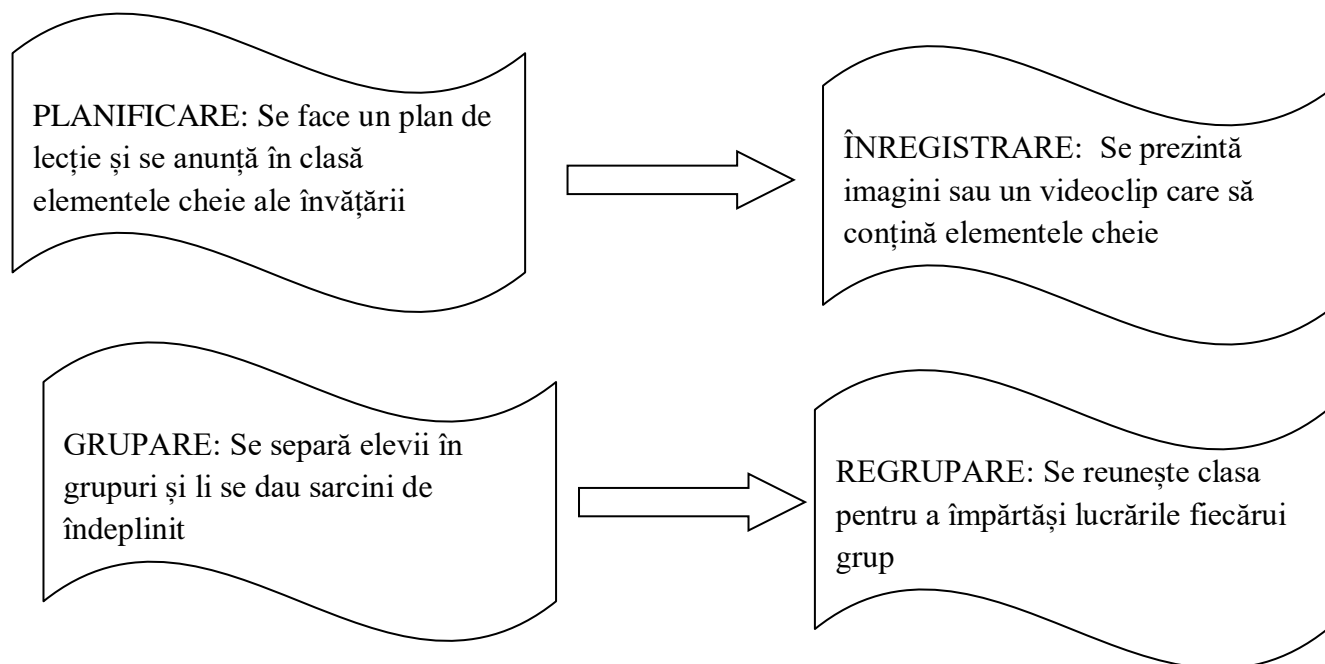 PLANIFICARE: Se face un plan de
lecție și se anunță în clasă
elementele cheie ale învățării
ÎNREGISTRARE:  Se prezintă
imagini sau un videoclip care să
conțină elementele cheie
GRUPARE: Se separă elevii în
grupuri și li se dau sarcini de
îndeplinit
REGRUPARE: Se reunește clasa
pentru a împărtăși lucrările fiecărui
grup